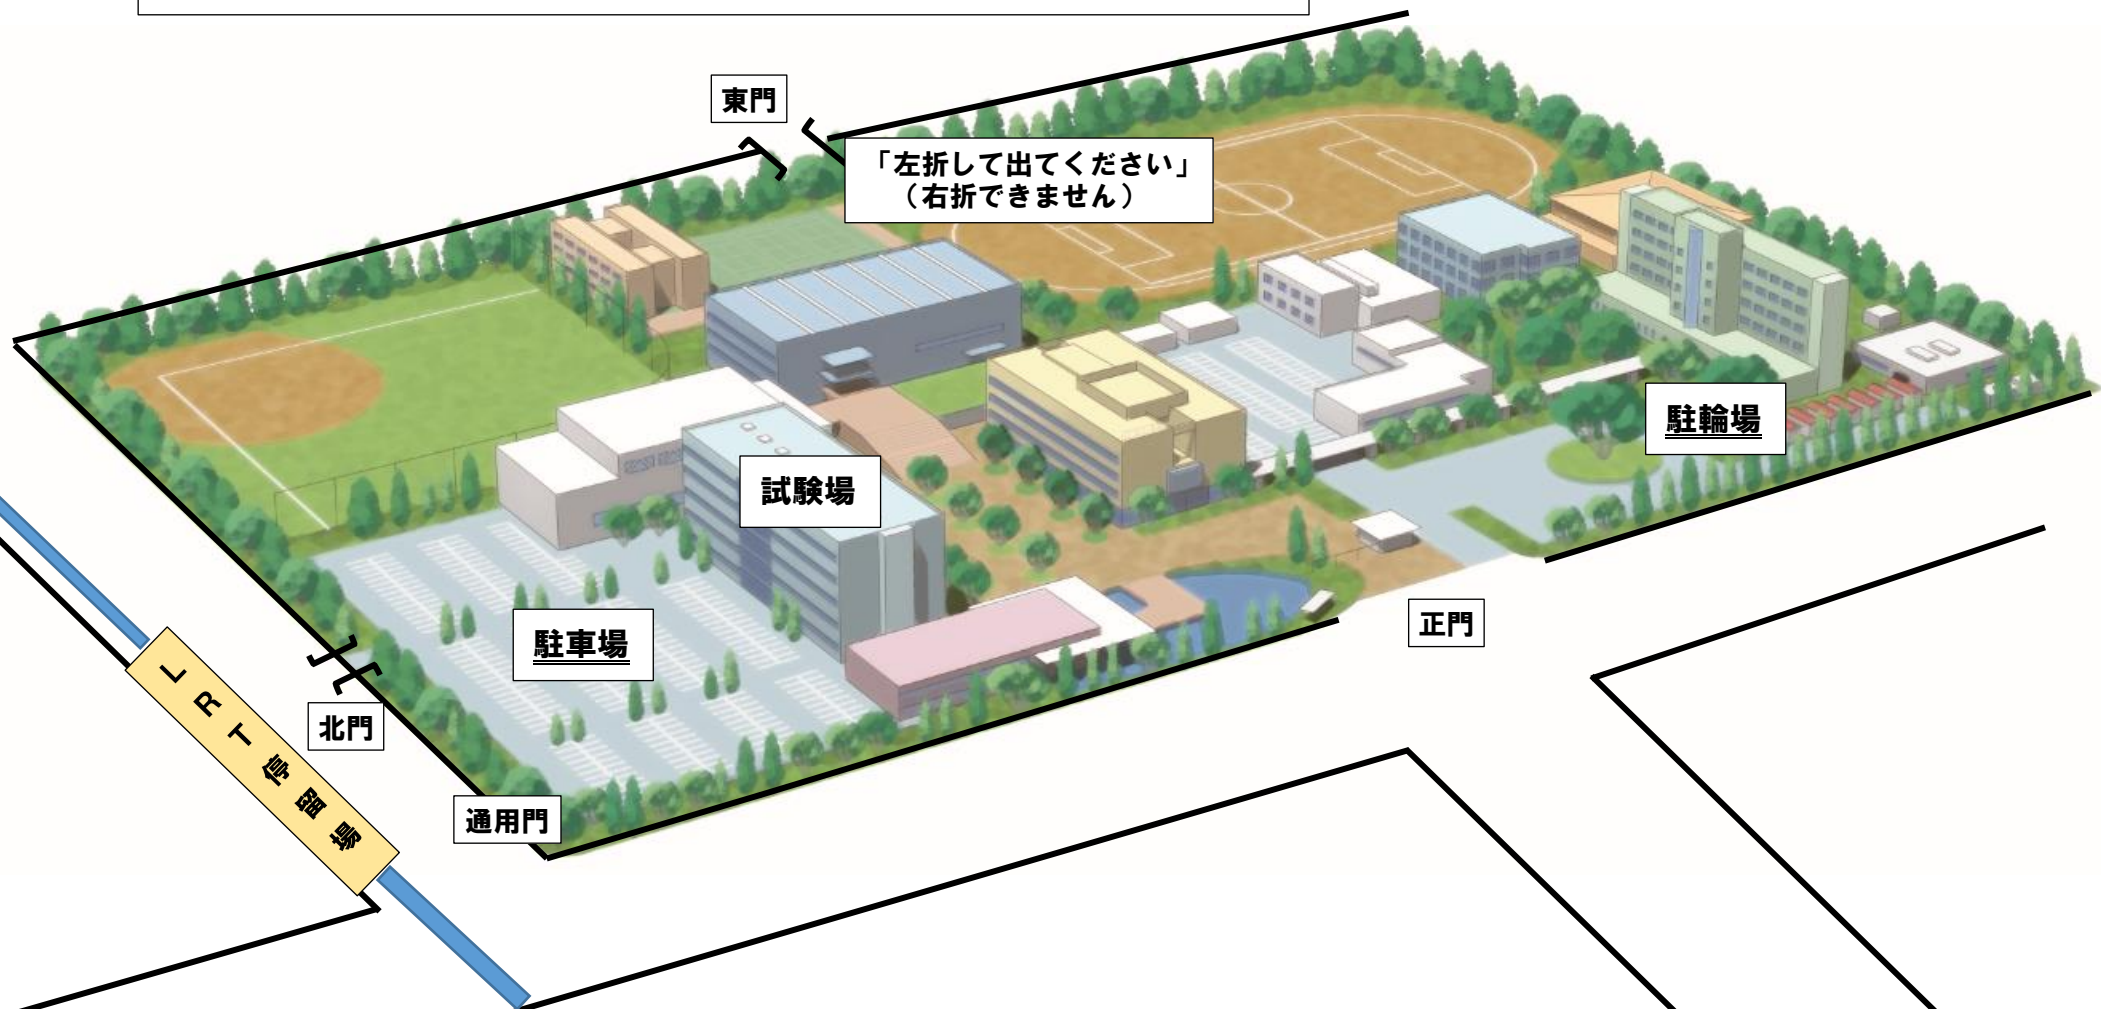 東門
「左折して出てください」
（右折できません）
駐輪場
試験場
正門
駐車場
北門
LRT停留場
通用門